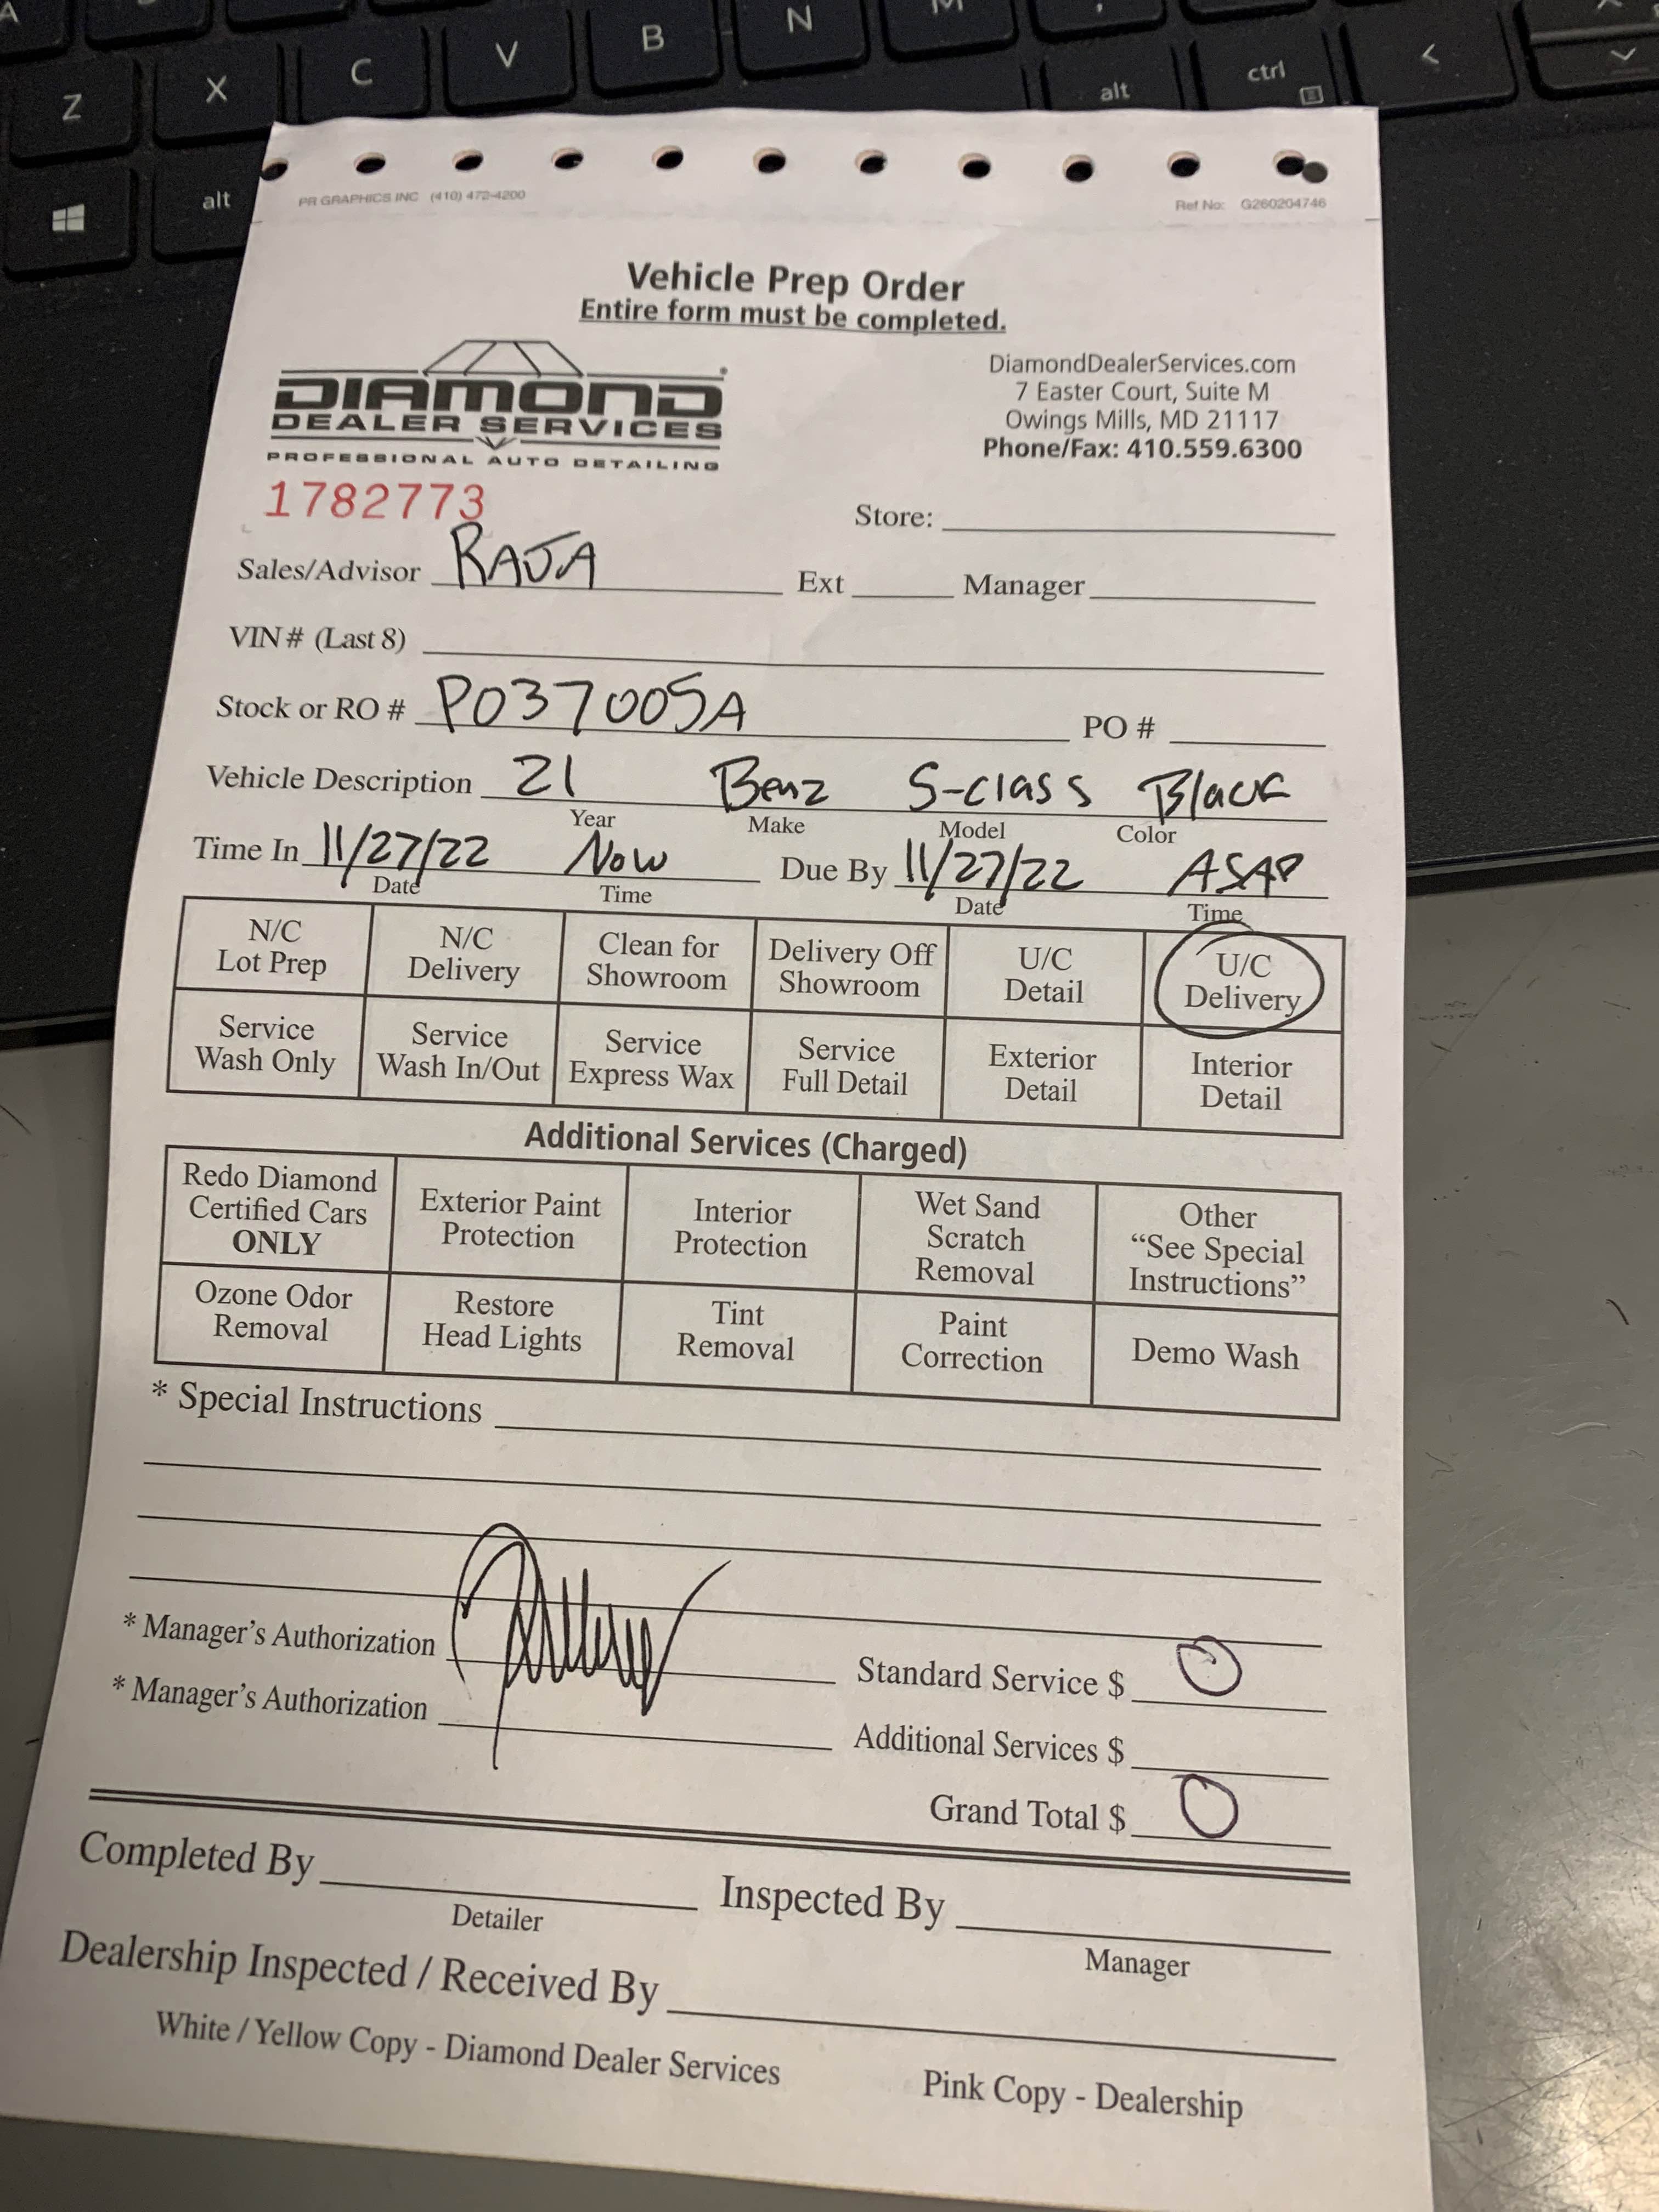 A
Z X C V B N M ,
alt ctrl <
alt
PR GRAPHICS INC (410) 472-4200 Ref No: G260204746
Vehicle Prep Order
Entire form must be completed.
DIAMOND
DEALER SERVICES
PROFESSIONAL AUTO DETAILING
DiamondDealerServices.com
7 Easter Court, Suite M
Owings Mills, MD 21117
Phone/Fax: 410.559.6300
1782773
Store:
Sales/Advisor RAJA Ext Manager
VIN # (Last 8)
Stock or RO # P037005A PO #
Vehicle Description 21 Benz S-class Black
Year Make Model Color
Time In 11/27/22 Now Due By 11/27/22 ASAP
Date Time Date Time
N/C Lot Prep N/C Delivery Clean for Showroom Delivery Off Showroom U/C Detail U/C Delivery
Service Wash Only Service Wash In/Out Service Express Wax Service Full Detail Exterior Detail Interior Detail
Additional Services (Charged)
Redo Diamond Certified Cars ONLY Exterior Paint Protection Interior Protection Wet Sand Scratch Removal Other “See Special Instructions”
Ozone Odor Removal Restore Head Lights Tint Removal Paint Correction Demo Wash
* Special Instructions
* Manager's Authorization Standard Service $ 0
* Manager's Authorization Additional Services $
Grand Total $ 0
Completed By Inspected By
Detailer Manager
Dealership Inspected / Received By
White / Yellow Copy - Diamond Dealer Services Pink Copy - Dealership